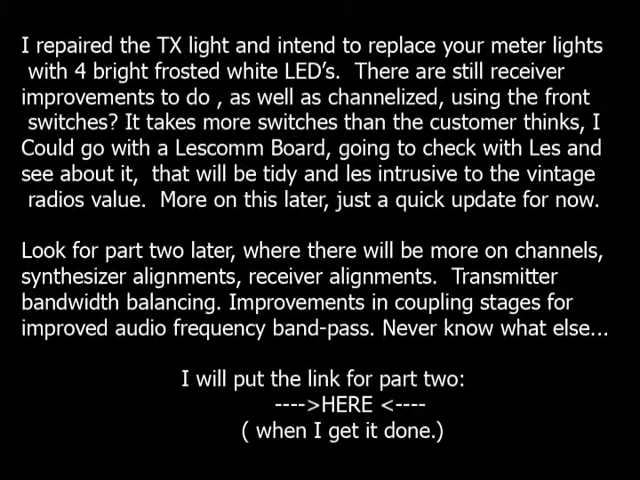 I repaired the TX light and intend to replace your meter lights
with 4 bright frosted white LED's. There are still receiver
improvements to do , as well as channelized, using the front
switches? It takes more switches than the customer thinks, I
Could go with a Lescomm Board, going to check with Les and
see about it, that will be tidy and les intrusive to the vintage
radios value. More on this later, just a quick update for now.
Look for part two later, where there will be more on channels,
synthesizer alignments, receiver alignments. Transmitter
bandwidth balancing. Improvements in coupling stages for
improved audio frequency band-pass. Never know what else...
I will put the link for part two:
---->HERE <----
( when I get it done.)